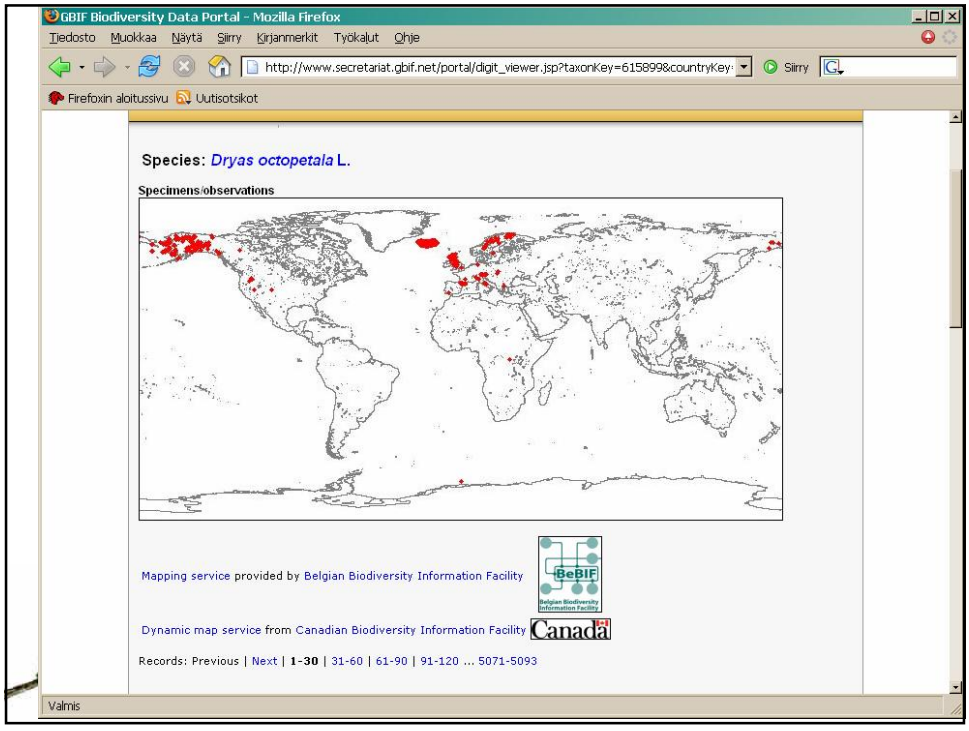 GBIF Biodiversity Data Portal - Mozilla Firefox
Tiedosto Muokkaa Näytä Siirry Kirjanmerkit Työkalut Ohje
http://www.secretariat.gbif.net/portal/digit_viewer.jsp?taxonKey=615899&countryKey= Siirry G
Firefoxin aloitussivu Uutisotsikot
Species: Dryas octopetala L.
Specimens/observations
Mapping service provided by Belgian Biodiversity Information Facility
BeBIF
Belgian Biodiversity
Information Facility
Dynamic map service from Canadian Biodiversity Information Facility Canada
Records: Previous | Next | 1-30 | 31-60 | 61-90 | 91-120 ... 5071-5093
Valmis